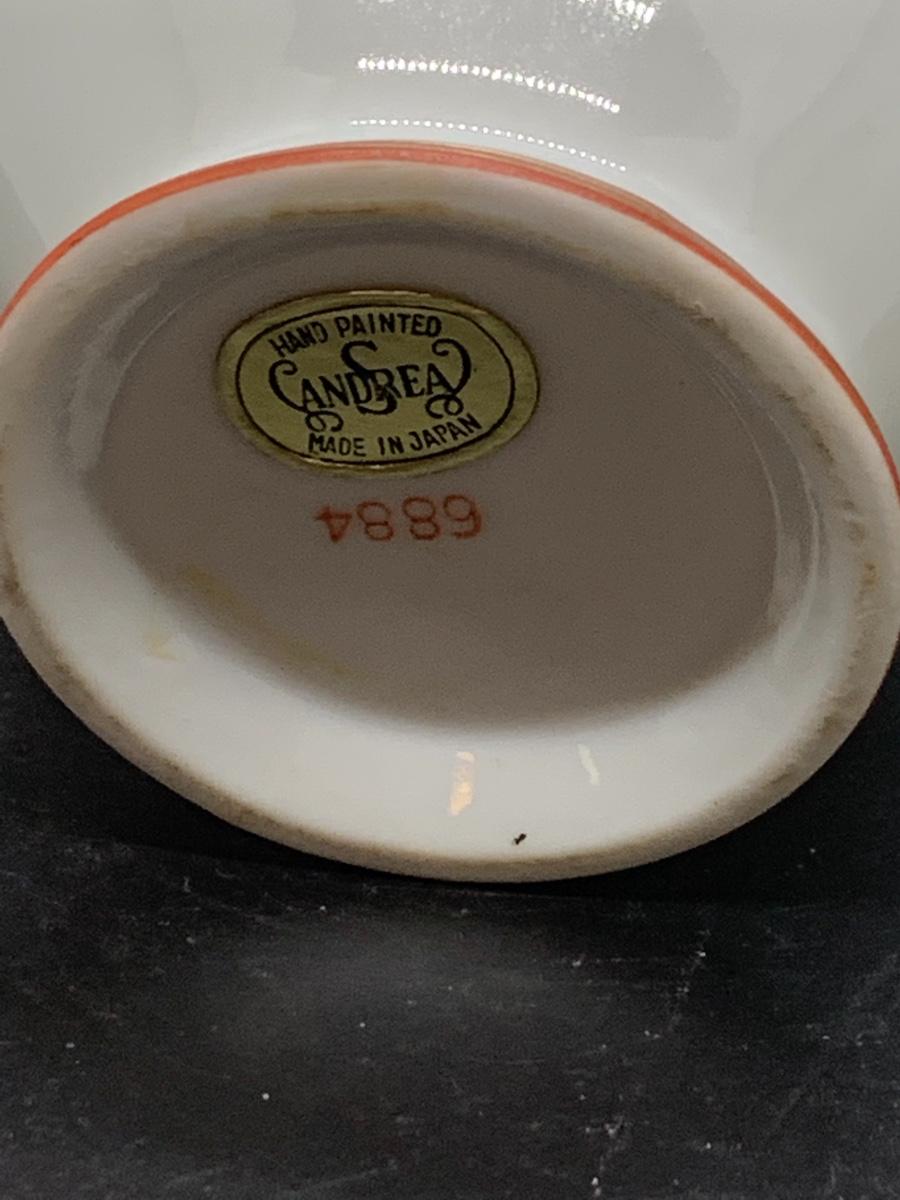 HAND PAINTED
S
ANDREA
MADE IN JAPAN
6884